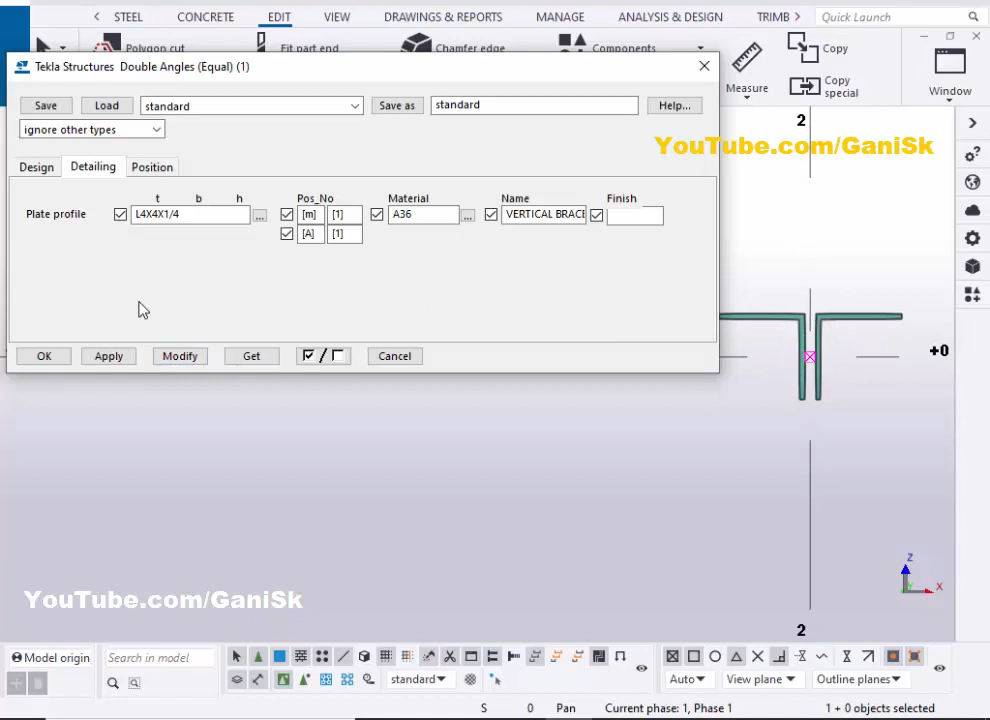 STEEL CONCRETE EDIT VIEW DRAWINGS & REPORTS MANAGE ANALYSIS & DESIGN TRIMB Quick Launch
Polygon cut Fit part end Chamfer edge Components Measure Copy Copy special Window
Tekla Structures Double Angles (Equal) (1)
Save Load standard Save as standard Help...
ignore other types
YouTube.com/GaniSk
Design Detailing Position
t b h Pos_No Material Name Finish
Plate profile L4X4X1/4 ... [m] [1] A36 ... VERTICAL BRACE
[A] [1]
OK Apply Modify Get / Cancel
2
+0
Z
X
Y
2
YouTube.com/GaniSk
Model origin Search in model
standard Auto View plane Outline planes
S 0 Pan Current phase: 1, Phase 1 1 + 0 objects selected